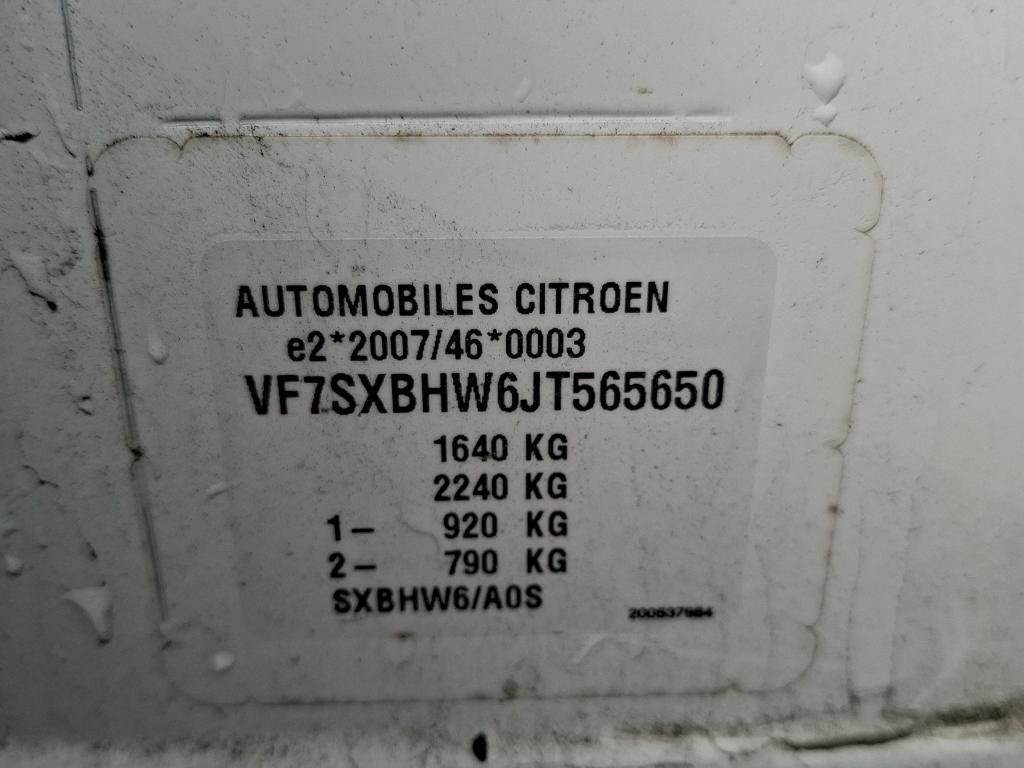 AUTOMOBILES CITROEN
e2*2007/46*0003
VF7SXBHW6JT565650
1640 KG
2240 KG
1- 920 KG
2- 790 KG
SXBHW6/A0S